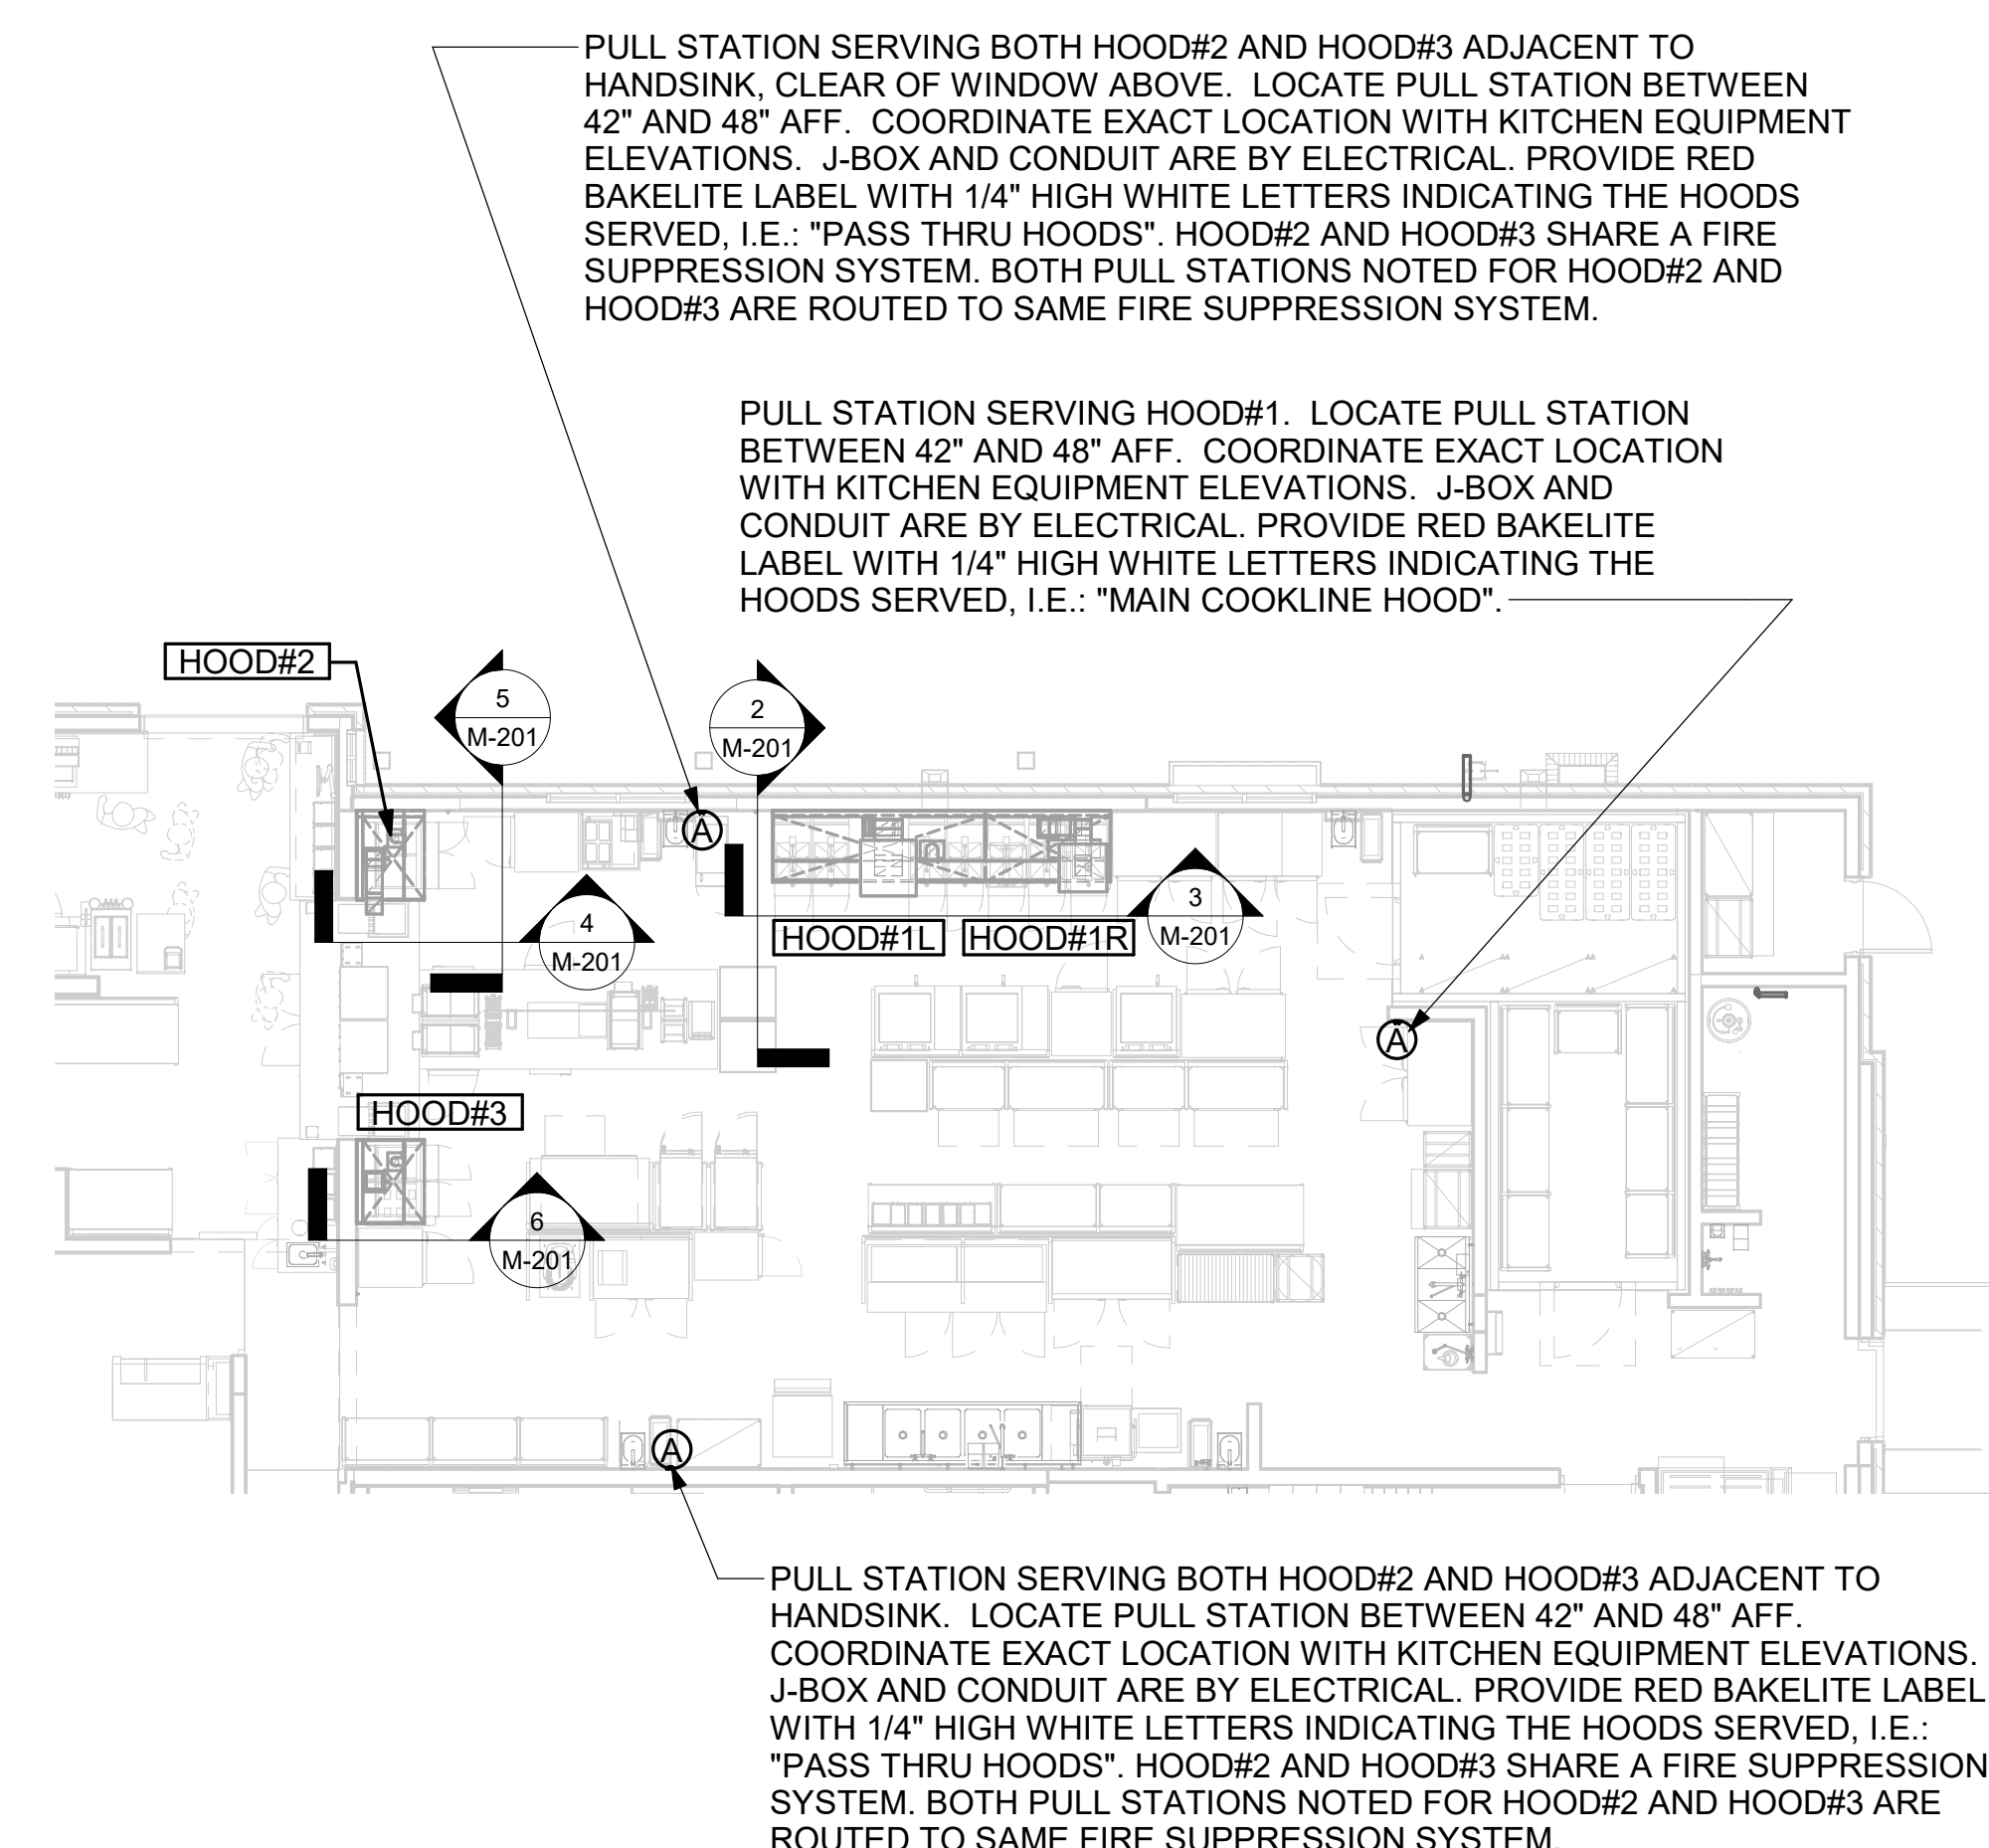 PULL STATION SERVING BOTH HOOD#2 AND HOOD#3 ADJACENT TO
HANDSINK, CLEAR OF WINDOW ABOVE.  LOCATE PULL STATION BETWEEN
42" AND 48" AFF.  COORDINATE EXACT LOCATION WITH KITCHEN EQUIPMENT
ELEVATIONS.  J-BOX AND CONDUIT ARE BY ELECTRICAL. PROVIDE RED
BAKELITE LABEL WITH 1/4" HIGH WHITE LETTERS INDICATING THE HOODS
SERVED, I.E.: "PASS THRU HOODS". HOOD#2 AND HOOD#3 SHARE A FIRE
SUPPRESSION SYSTEM. BOTH PULL STATIONS NOTED FOR HOOD#2 AND
HOOD#3 ARE ROUTED TO SAME FIRE SUPPRESSION SYSTEM.
PULL STATION SERVING HOOD#1.  LOCATE PULL STATION
BETWEEN 42" AND 48" AFF.  COORDINATE EXACT LOCATION
WITH KITCHEN EQUIPMENT ELEVATIONS.  J-BOX AND
CONDUIT ARE BY ELECTRICAL. PROVIDE RED BAKELITE
LABEL WITH 1/4" HIGH WHITE LETTERS INDICATING THE
HOODS SERVED, I.E.: "MAIN COOKLINE HOOD".
HOOD#2
5
M-201
2
M-201
A
4
M-201
HOOD#1L
HOOD#1R
3
M-201
A
HOOD#3
6
M-201
A
PULL STATION SERVING BOTH HOOD#2 AND HOOD#3 ADJACENT TO
HANDSINK.  LOCATE PULL STATION BETWEEN 42" AND 48" AFF.
COORDINATE EXACT LOCATION WITH KITCHEN EQUIPMENT ELEVATIONS.
J-BOX AND CONDUIT ARE BY ELECTRICAL. PROVIDE RED BAKELITE LABEL
WITH 1/4" HIGH WHITE LETTERS INDICATING THE HOODS SERVED, I.E.:
"PASS THRU HOODS". HOOD#2 AND HOOD#3 SHARE A FIRE SUPPRESSION
SYSTEM. BOTH PULL STATIONS NOTED FOR HOOD#2 AND HOOD#3 ARE
ROUTED TO SAME FIRE SUPPRESSION SYSTEM.